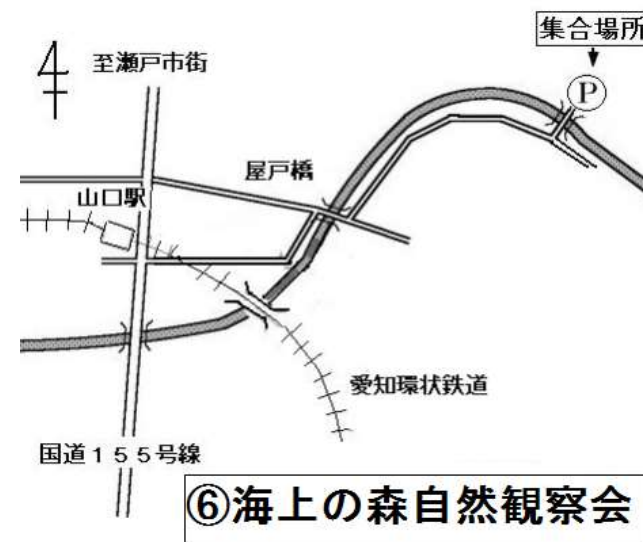 集合場所
至瀬戸市街
P
屋戸橋
山口駅
愛知環状鉄道
国道155号線
⑥海上の森自然観察会